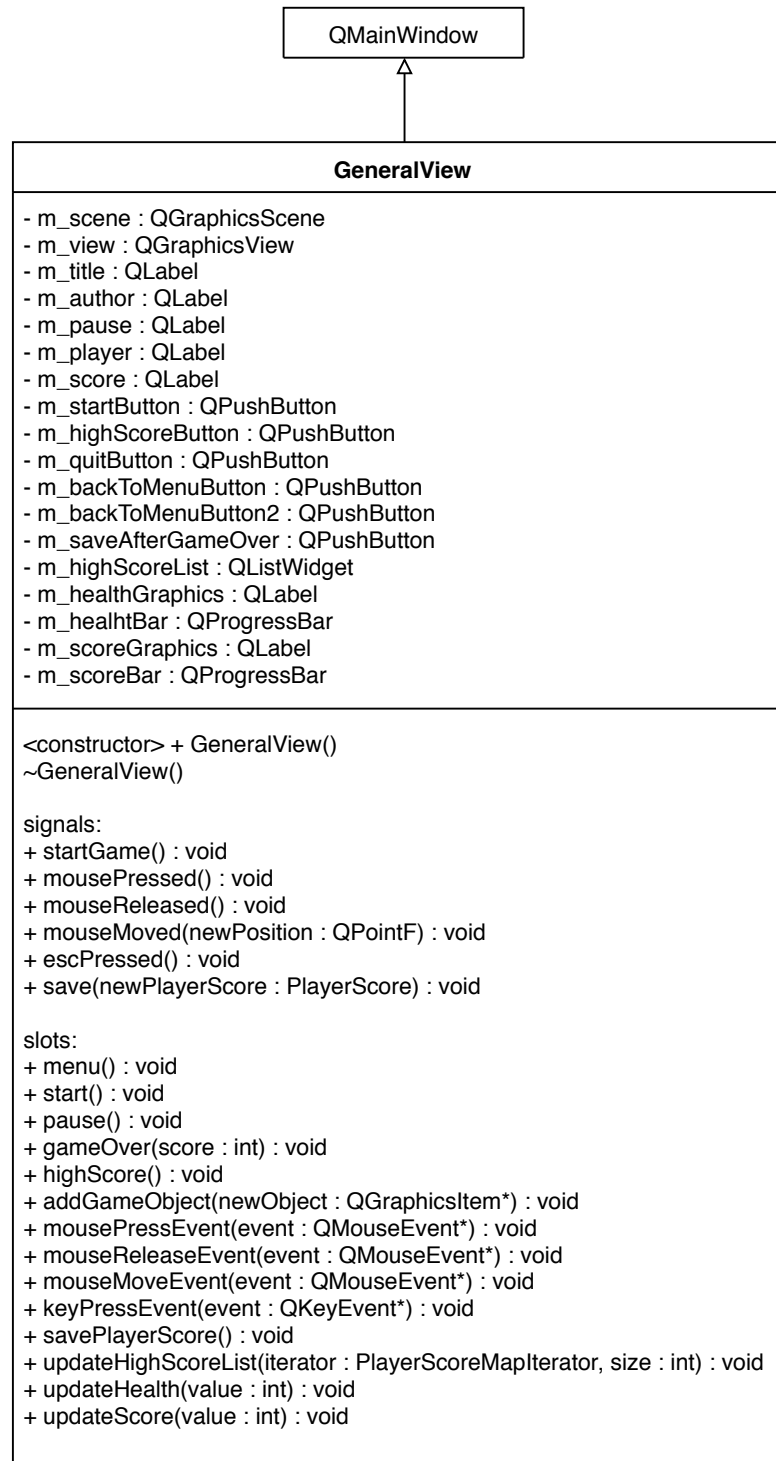 QMainWindow
GeneralView
- m_scene : QGraphicsScene
- m_view : QGraphicsView
- m_title : QLabel
- m_author : QLabel
- m_pause : QLabel
- m_player : QLabel
- m_score : QLabel
- m_startButton : QPushButton
- m_highScoreButton : QPushButton
- m_quitButton : QPushButton
- m_backToMenuButton : QPushButton
- m_backToMenuButton2 : QPushButton
- m_saveAfterGameOver : QPushButton
- m_highScoreList : QListWidget
- m_healthGraphics : QLabel
- m_healhtBar : QProgressBar
- m_scoreGraphics : QLabel
- m_scoreBar : QProgressBar
<constructor> + GeneralView()
~GeneralView()
signals:
+ startGame() : void
+ mousePressed() : void
+ mouseReleased() : void
+ mouseMoved(newPosition : QPointF) : void
+ escPressed() : void
+ save(newPlayerScore : PlayerScore) : void
slots:
+ menu() : void
+ start() : void
+ pause() : void
+ gameOver(score : int) : void
+ highScore() : void
+ addGameObject(newObject : QGraphicsItem*) : void
+ mousePressEvent(event : QMouseEvent*) : void
+ mouseReleaseEvent(event : QMouseEvent*) : void
+ mouseMoveEvent(event : QMouseEvent*) : void
+ keyPressEvent(event : QKeyEvent*) : void
+ savePlayerScore() : void
+ updateHighScoreList(iterator : PlayerScoreMapIterator, size : int) : void
+ updateHealth(value : int) : void
+ updateScore(value : int) : void